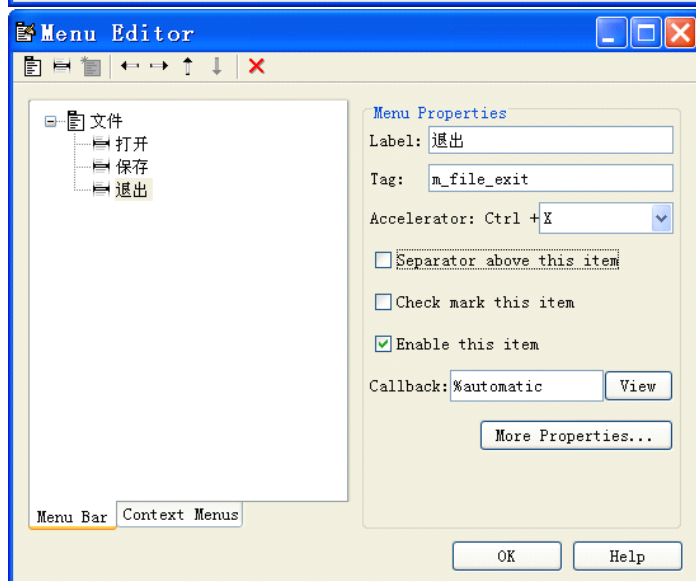 Menu Editor
文件
打开
保存
退出
Menu Bar
Context Menus
Menu Properties
Label: 退出
Tag: m_file_exit
Accelerator: Ctrl + X
Separator above this item
Check mark this item
Enable this item
Callback: %automatic View
More Properties...
OK
Help